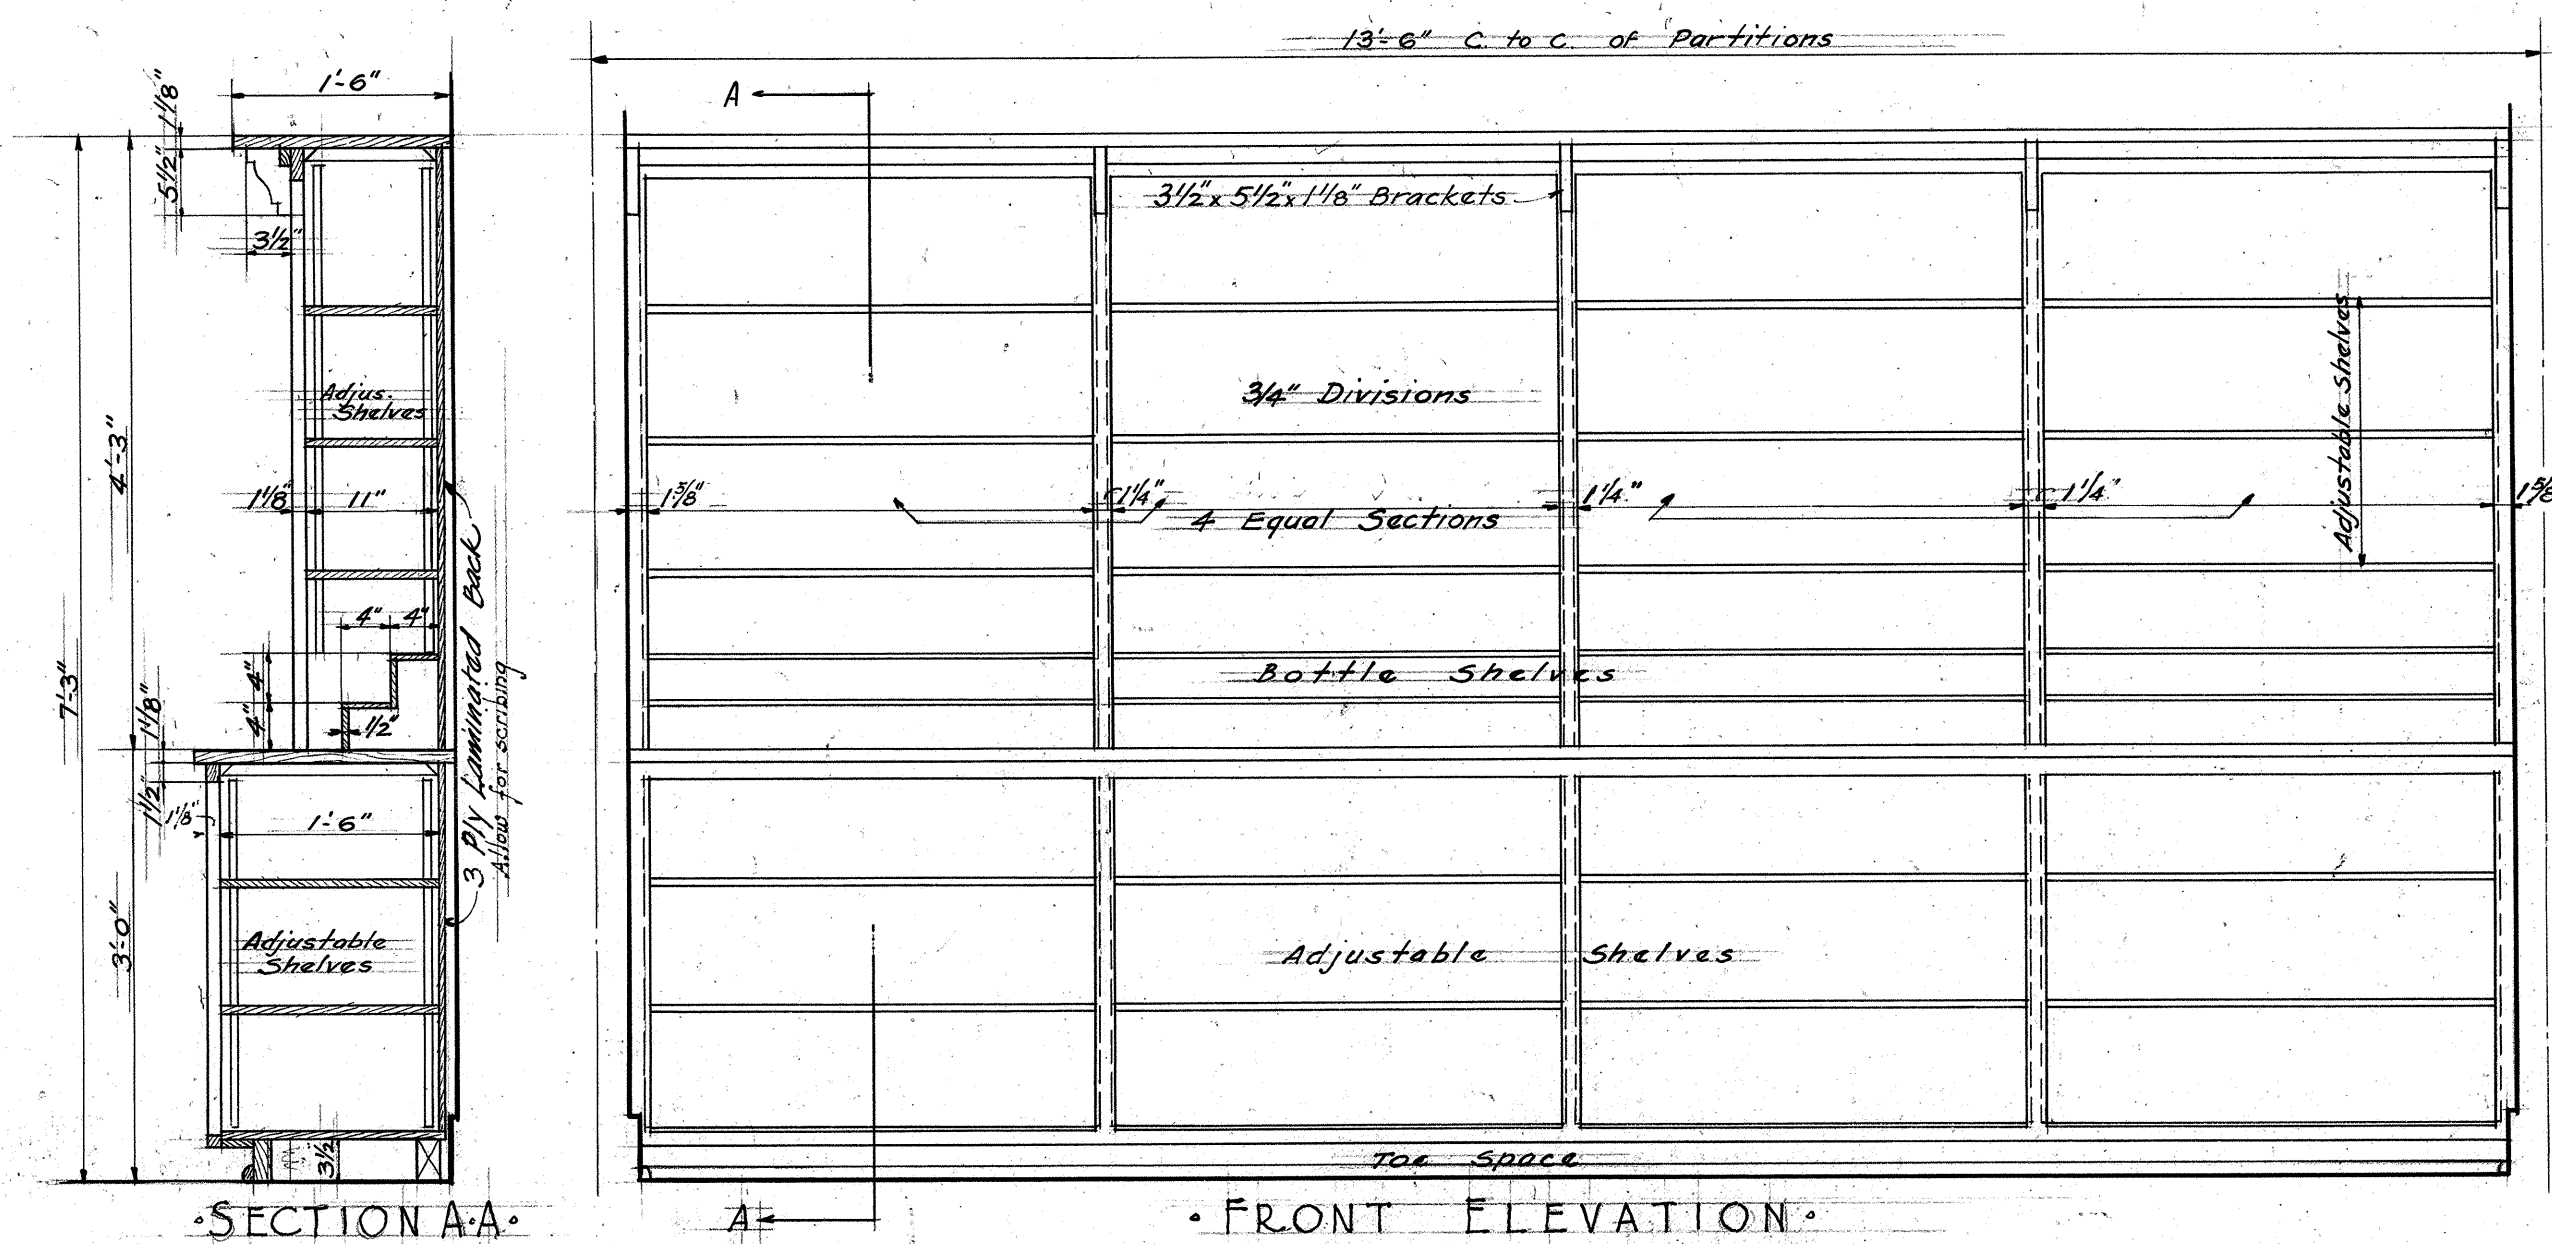 13'-6" C. to C. of Partitions
1'-6"
1 1/8"
5 1/2"
3 1/2"
A
3 1/2" x 5 1/2" x 1 1/8" Brackets
Adjus.
Shelves
3/4" Divisions
Adjustable Shelves
4'-3"
1 1/8"
11"
1 5/8"
1 1/4"
4 Equal Sections
1 1/4"
1 1/4"
1 5/8
3 Ply Laminated Back
Allow for scribing
4"
4"
4"
4"
1/2"
Bottle Shelves
7'-3"
1 1/8"
1 1/2"
1 1/8"
1'-6"
3'-0"
Adjustable
Shelves
Adjustable Shelves
3 1/2
Toe Space
·SECTION A·A·
A
·FRONT ELEVATION·